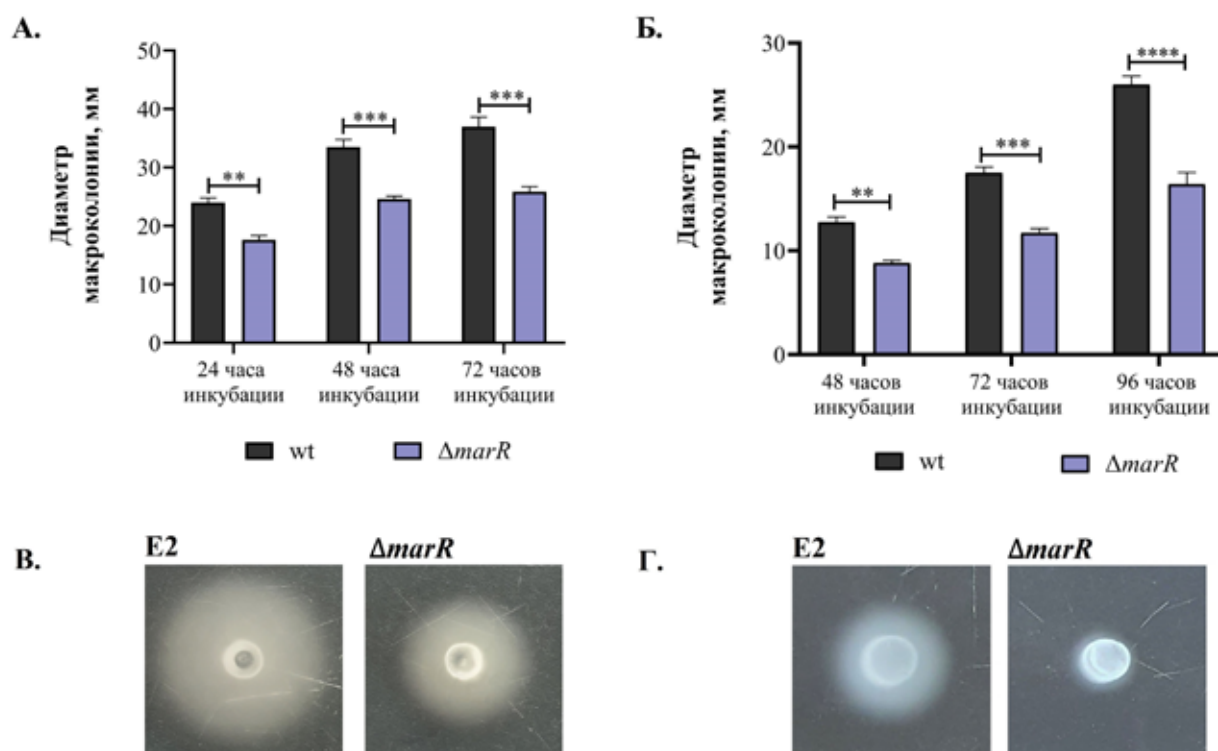 А.
Диаметр
макроколонии, мм
50
40
30
20
10
0
**
***
***
24 часа
инкубации
48 часа
инкубации
72 часов
инкубации
wt
ΔmarR
Б.
Диаметр
макроколонии, мм
30
20
10
0
**
***
****
48 часов
инкубации
72 часов
инкубации
96 часов
инкубации
wt
ΔmarR
В.
E2
ΔmarR
Г.
E2
ΔmarR